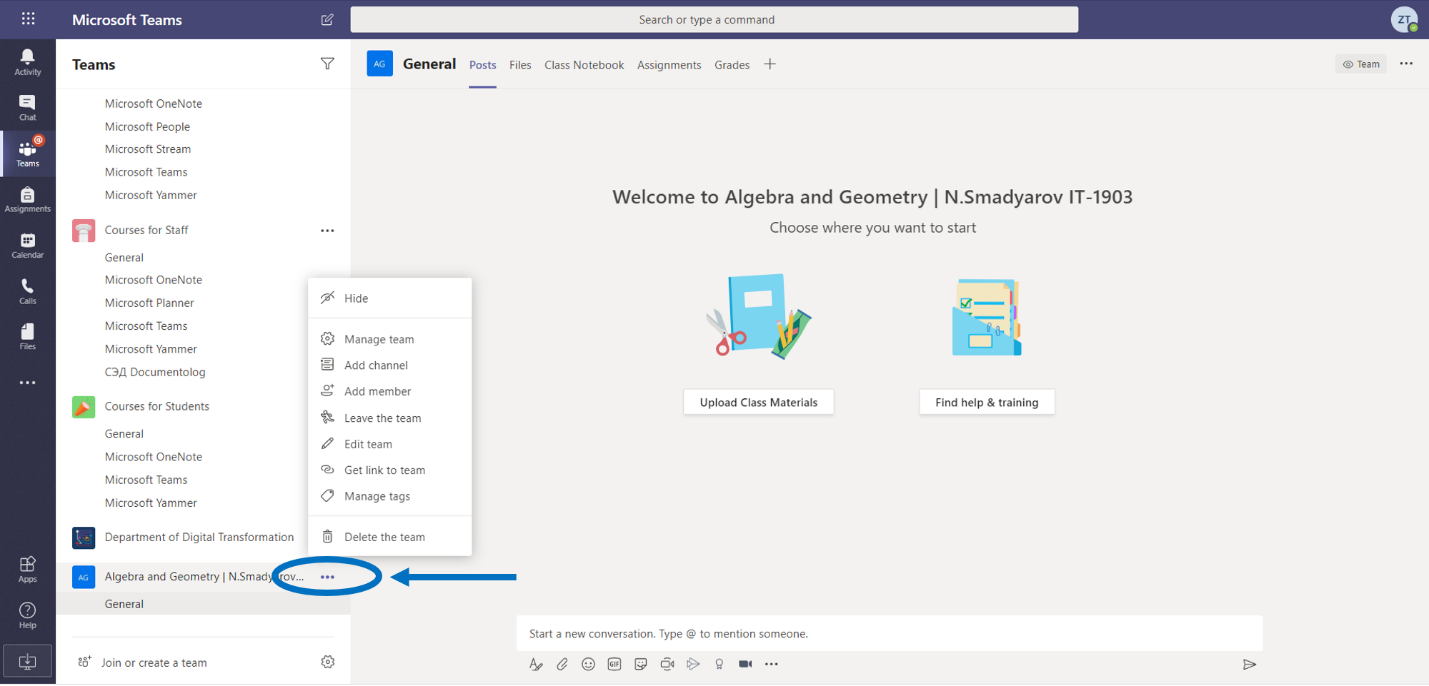 Microsoft Teams
Search or type a command
ZT
Activity
Chat
Teams
Assignments
Calendar
Calls
Files
Apps
Help
Teams
Microsoft OneNote
Microsoft People
Microsoft Stream
Microsoft Teams
Microsoft Yammer
Courses for Staff
General
Microsoft OneNote
Microsoft Planner
Microsoft Teams
Microsoft Yammer
СЭД Documentolog
Courses for Students
General
Microsoft OneNote
Microsoft Teams
Microsoft Yammer
Department of Digital Transformation
AG Algebra and Geometry | N.Smadyarov...
General
Join or create a team
Hide
Manage team
Add channel
Add member
Leave the team
Edit team
Get link to team
Manage tags
Delete the team
AG General Posts Files Class Notebook Assignments Grades
Team
Welcome to Algebra and Geometry | N.Smadyarov IT-1903
Choose where you want to start
Upload Class Materials
Find help & training
Start a new conversation. Type @ to mention someone.
GIF